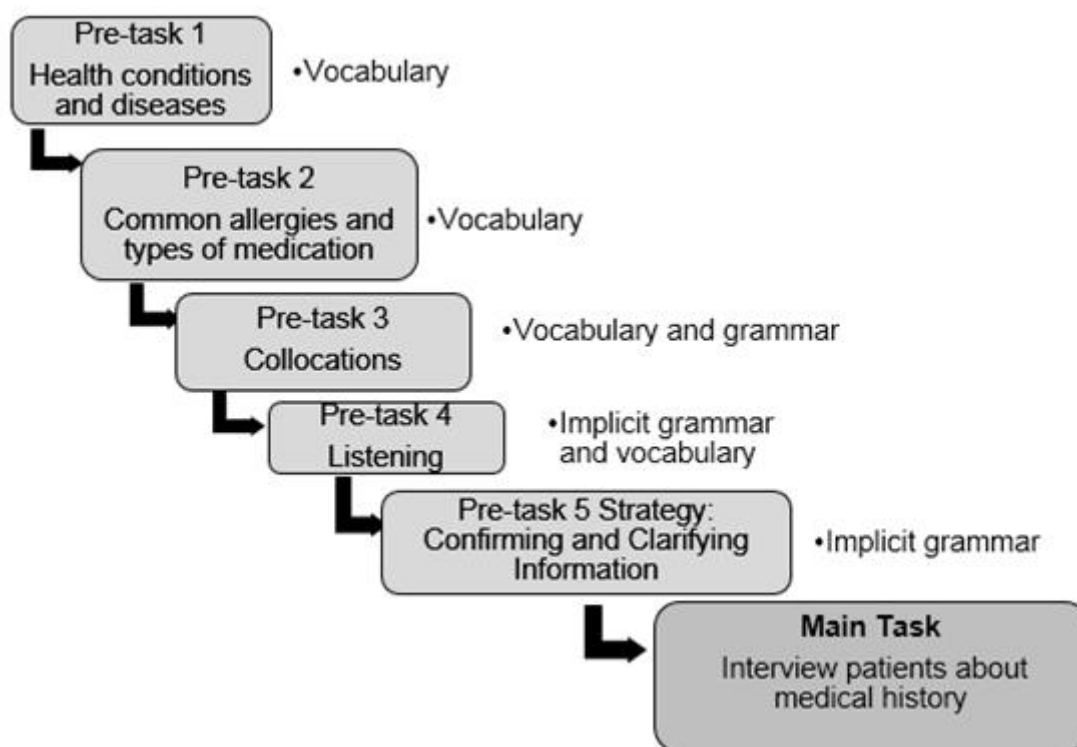 Pre-task 1
Health conditions
and diseases
•Vocabulary
Pre-task 2
Common allergies and
types of medication
•Vocabulary
Pre-task 3
Collocations
•Vocabulary and grammar
Pre-task 4
Listening
•Implicit grammar
and vocabulary
Pre-task 5 Strategy:
Confirming and Clarifying
Information
•Implicit grammar
Main Task
Interview patients about
medical history